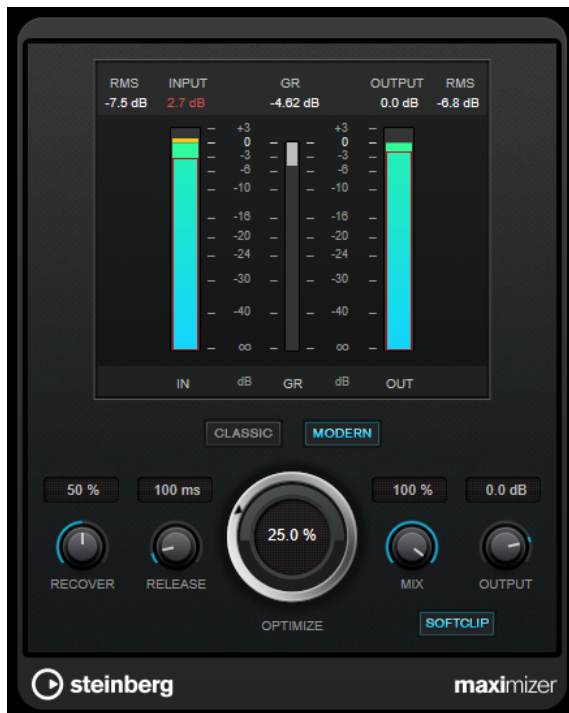 RMS INPUT GR OUTPUT RMS
-7.5 dB 2.7 dB -4.62 dB 0.0 dB -6.8 dB
+3 +3
0 0
-3 -3
-6 -6
-10 -10
-16 -16
-20 -20
-24 -24
-30 -30
-40 -40
∞ ∞
IN dB GR dB OUT
CLASSIC MODERN
50 % 100 ms 100 % 0.0 dB
25.0 %
RECOVER RELEASE MIX OUTPUT
OPTIMIZE SOFTCLIP
steinberg maximizer